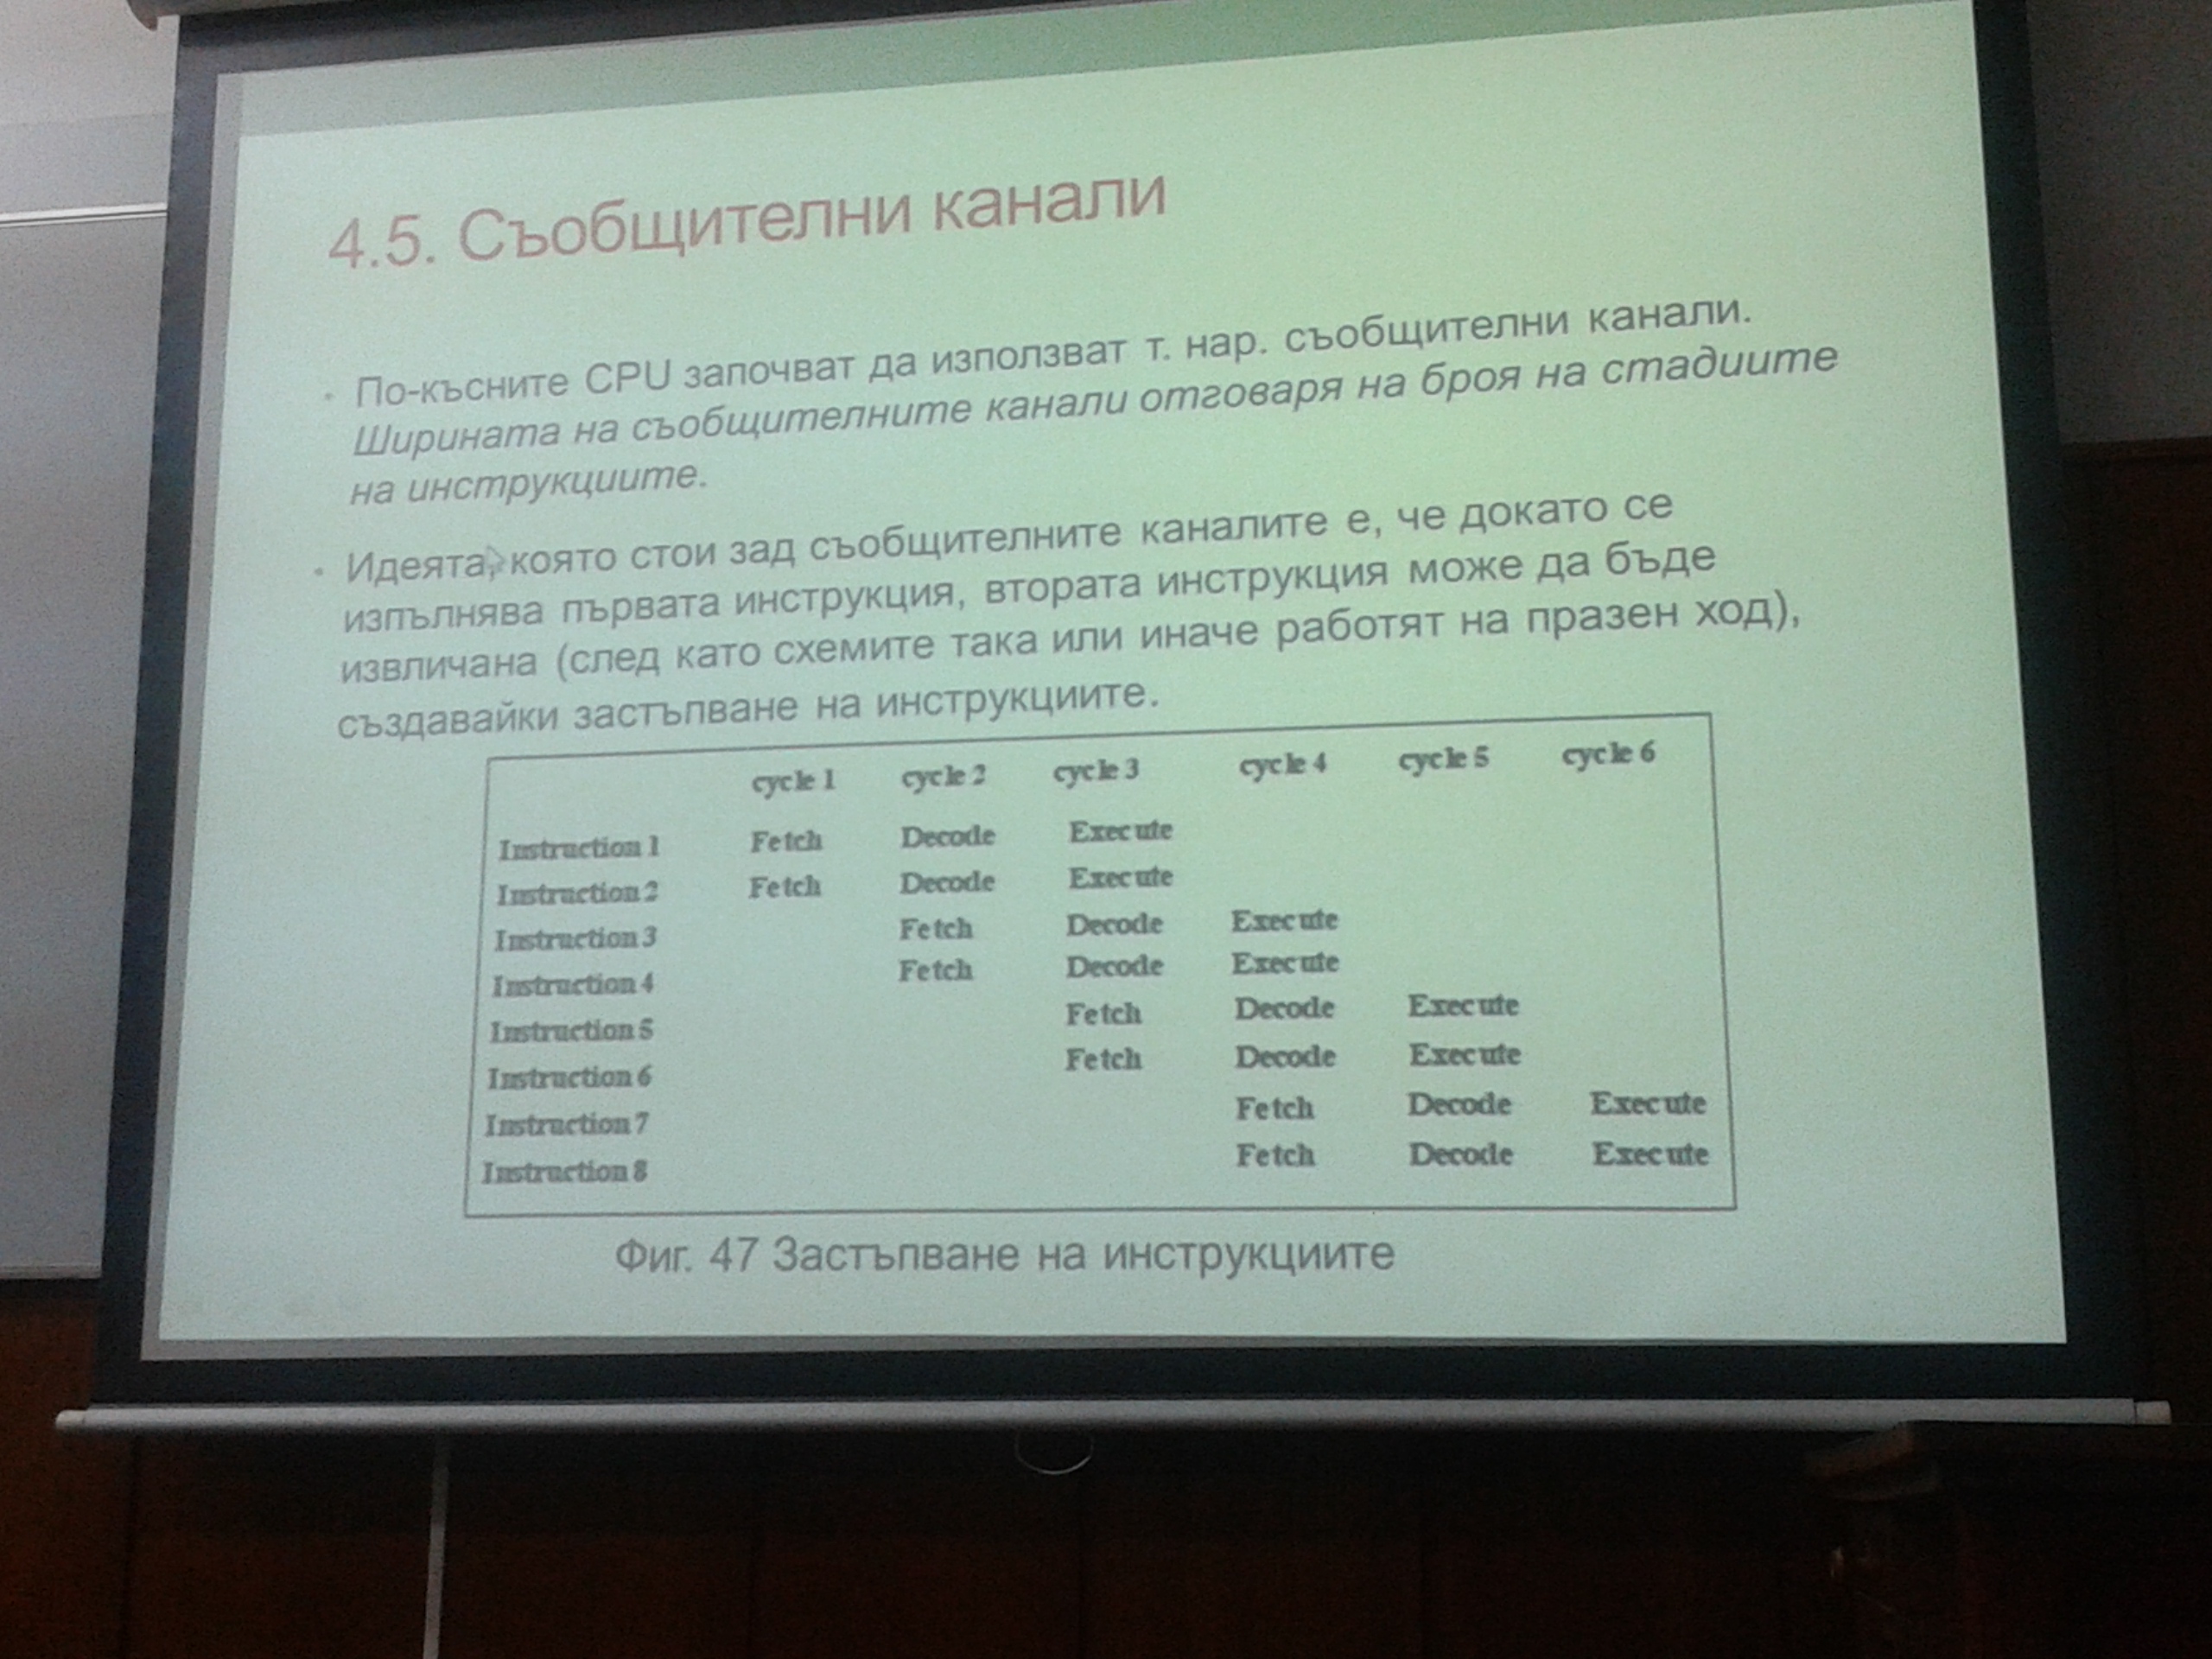 4.5. Съобщителни канали
• По-късните CPU започват да използват т. нар. съобщителни канали.
Ширината на съобщителните канали отговаря на броя на стадиите
на инструкциите.
• Идеята, която стои зад съобщителните каналите е, че докато се
изпълнява първата инструкция, втората инструкция може да бъде
извличана (след като схемите така или иначе работят на празен ход),
създавайки застъпване на инструкциите.
cycle 1 cycle 2 cycle 3 cycle 4 cycle 5 cycle 6
Instruction 1 Fetch Decode Execute
Instruction 2 Fetch Decode Execute
Instruction 3 Fetch Decode Execute
Instruction 4 Fetch Decode Execute
Instruction 5 Fetch Decode Execute
Instruction 6 Fetch Decode Execute
Instruction 7 Fetch Decode Execute
Instruction 8 Fetch Decode Execute
Фиг. 47 Застъпване на инструкциите